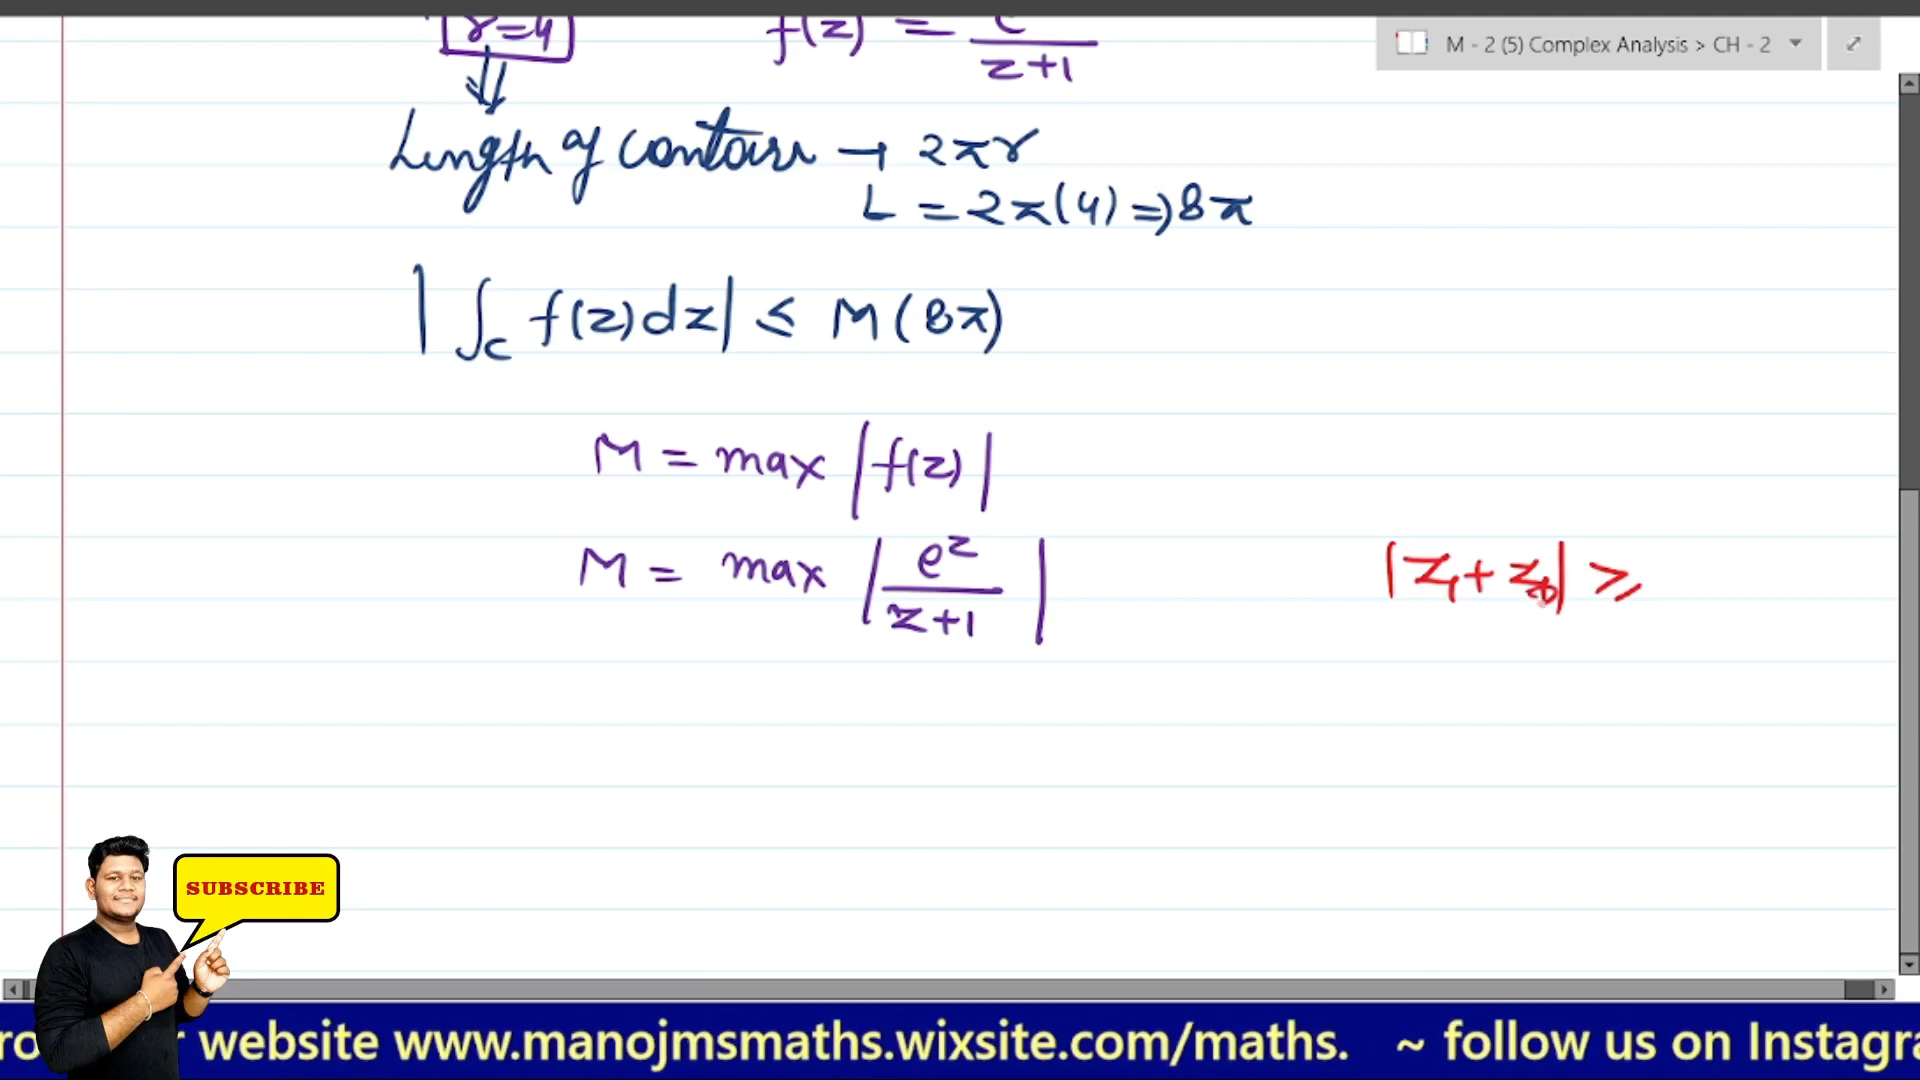 r=4
f(z) = e / z+1
M - 2 (5) Complex Analysis > CH - 2
Length of contour → 2πr
L = 2π(4) ⇒ 8π
| ∫c f(z)dz | ≤ M(8π)
M = max |f(z)|
M = max | e^z / z+1 |
|z₁ + z₂| ≥
SUBSCRIBE
r website www.manojmsmaths.wixsite.com/maths. ~ follow us on Instagra